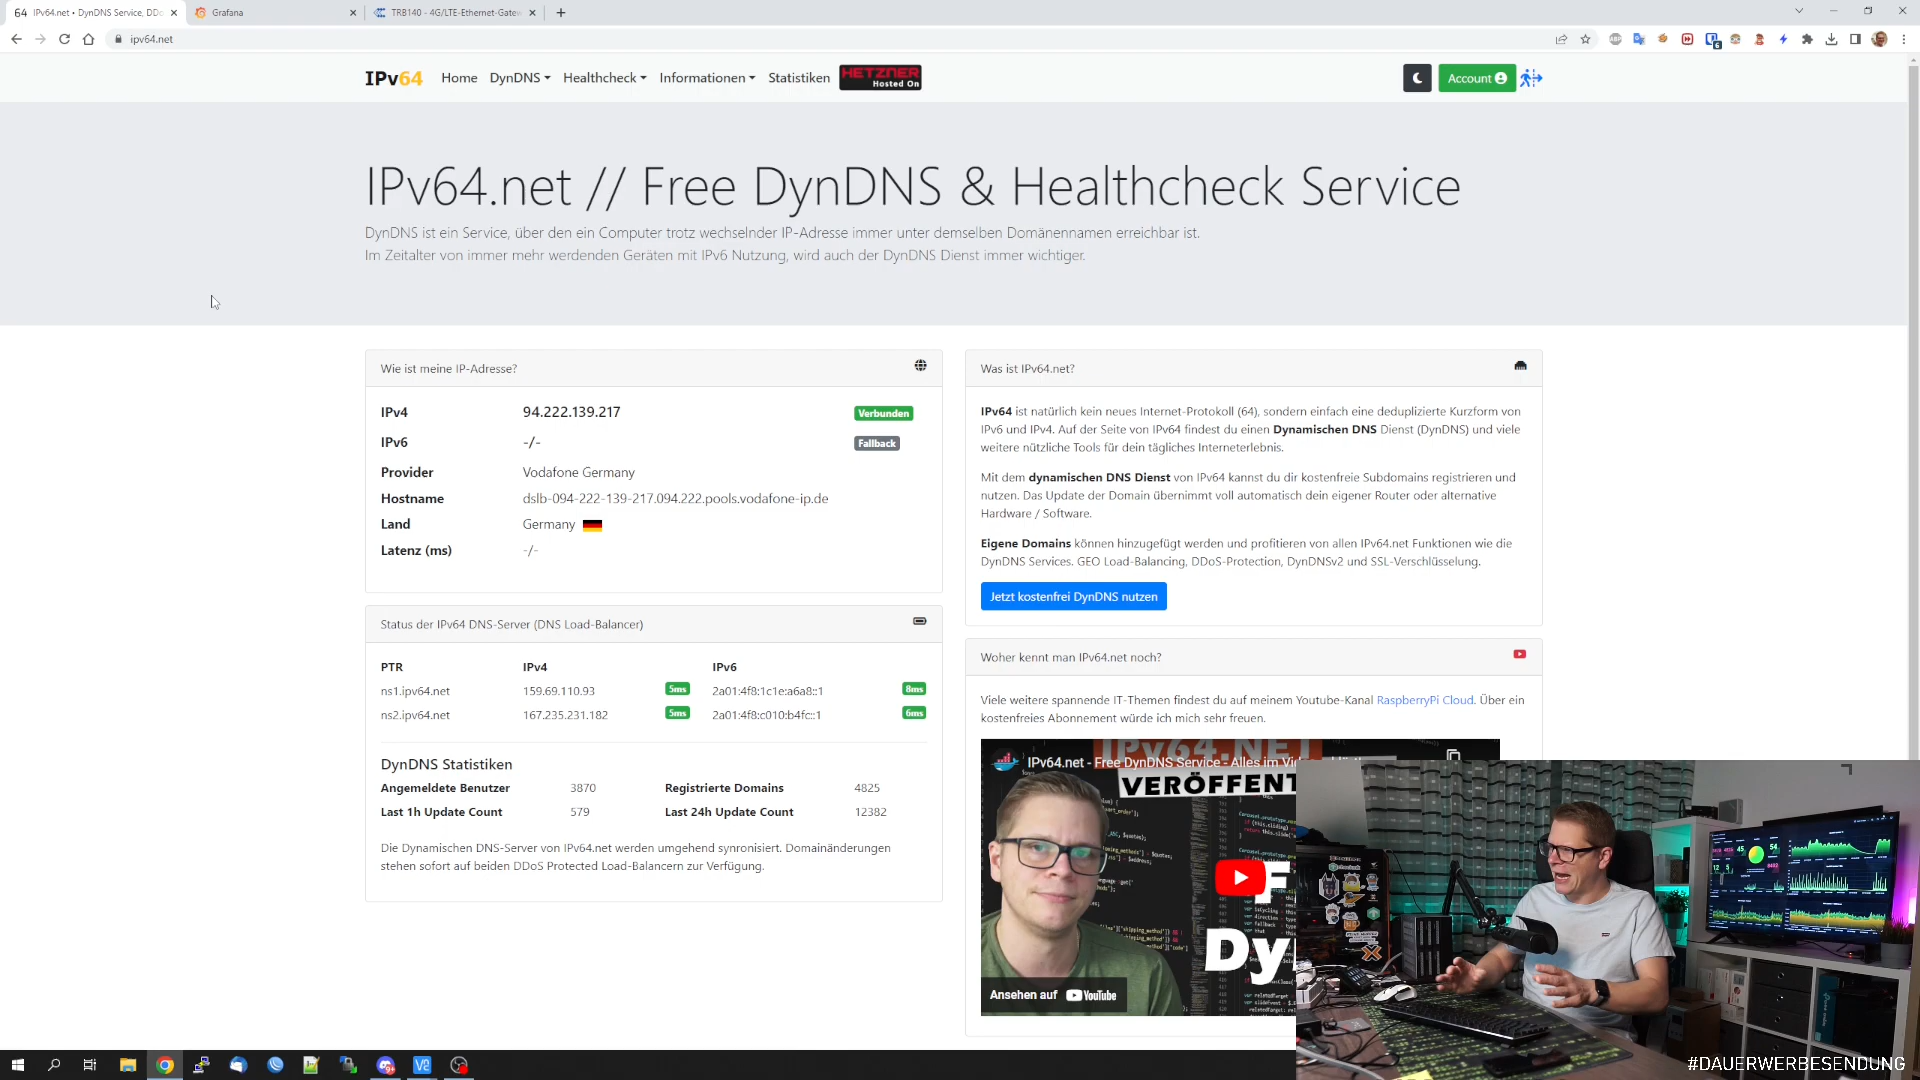 64 IPv64.net • DynDNS Service, DD
Grafana
TRB140 - 4G/LTE-Ethernet-Gatew
ipv64.net
IPv64
Home
DynDNS
Healthcheck
Informationen
Statistiken
HETZNER
Hosted On
Account
IPv64.net // Free DynDNS & Healthcheck Service
DynDNS ist ein Service, über den ein Computer trotz wechselnder IP-Adresse immer unter demselben Domänennamen erreichbar ist.
Im Zeitalter von immer mehr werdenden Geräten mit IPv6 Nutzung, wird auch der DynDNS Dienst immer wichtiger.
Wie ist meine IP-Adresse?
IPv4 94.222.139.217 Verbunden
IPv6 -/- Fallback
Provider Vodafone Germany
Hostname dslb-094-222-139-217.094.222.pools.vodafone-ip.de
Land Germany
Latenz (ms) -/-
Status der IPv64 DNS-Server (DNS Load-Balancer)
PTR IPv4 IPv6
ns1.ipv64.net 159.69.110.93 5ms 2a01:4f8:1c1e:a6a8::1 8ms
ns2.ipv64.net 167.235.231.182 5ms 2a01:4f8:c010:b4fc::1 6ms
DynDNS Statistiken
Angemeldete Benutzer 3870 Registrierte Domains 4825
Last 1h Update Count 579 Last 24h Update Count 12382
Die Dynamischen DNS-Server von IPv64.net werden umgehend synronisiert. Domainänderungen
stehen sofort auf beiden DDoS Protected Load-Balancern zur Verfügung.
Was ist IPv64.net?
IPv64 ist natürlich kein neues Internet-Protokoll (64), sondern einfach eine deduplizierte Kurzform von
IPv6 und IPv4. Auf der Seite von IPv64 findest du einen Dynamischen DNS Dienst (DynDNS) und viele
weitere nützliche Tools für dein tägliches Interneterlebnis.
Mit dem dynamischen DNS Dienst von IPv64 kannst du dir kostenfreie Subdomains registrieren und
nutzen. Das Update der Domain übernimmt voll automatisch dein eigener Router oder alternative
Hardware / Software.
Eigene Domains können hinzugefügt werden und profitieren von allen IPv64.net Funktionen wie die
DynDNS Services. GEO Load-Balancing, DDoS-Protection, DynDNSv2 und SSL-Verschlüsselung.
Jetzt kostenfrei DynDNS nutzen
Woher kennt man IPv64.net noch?
Viele weitere spannende IT-Themen findest du auf meinem Youtube-Kanal RaspberryPi Cloud. Über ein
kostenfreies Abonnement würde ich mich sehr freuen.
IPv64.NET
IPv64.net - Free DynDNS Service - Alles im Vi
VERÖFFENT
F
Dy
Ansehen auf YouTube
#DAUERWERBESENDUNG